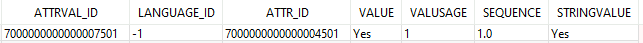 ATTRVAL_ID LANGUAGE_ID ATTR_ID VALUE VALUSAGE SEQUENCE STRINGVALUE
7000000000000007501 -1 7000000000000004501 Yes 1 1.0 Yes